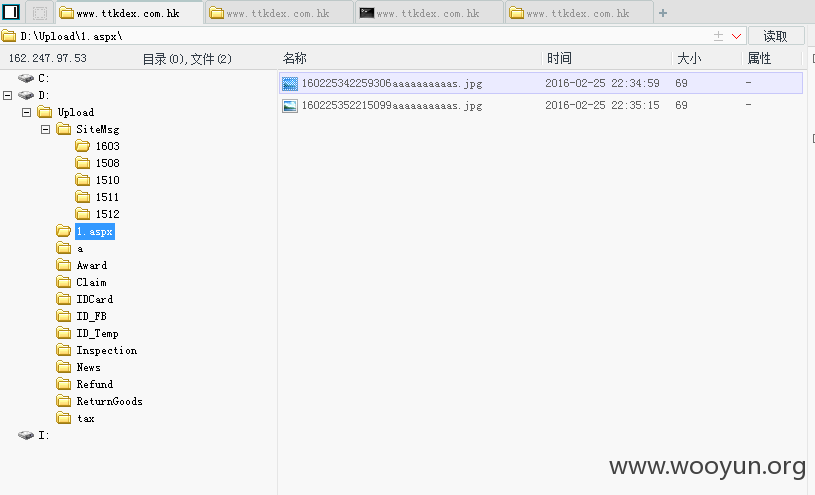 www.ttkdex.com.hk www.ttkdex.com.hk www.ttkdex.com.hk www.ttkdex.com.hk +
D:\Upload\1.aspx\ 读取
162.247.97.53 目录(0),文件(2) 名称 时间 大小 属性
C:
D:
Upload
SiteMsg
1603
1508
1510
1511
1512
1.aspx
a
Award
Claim
IDCard
ID_FB
ID_Temp
Inspection
News
Refund
ReturnGoods
tax
I:
160225342259306aaaaaaaaaaas.jpg 2016-02-25 22:34:59 69 -
160225352215099aaaaaaaaaaas.jpg 2016-02-25 22:35:15 69 -
www.wooyun.org